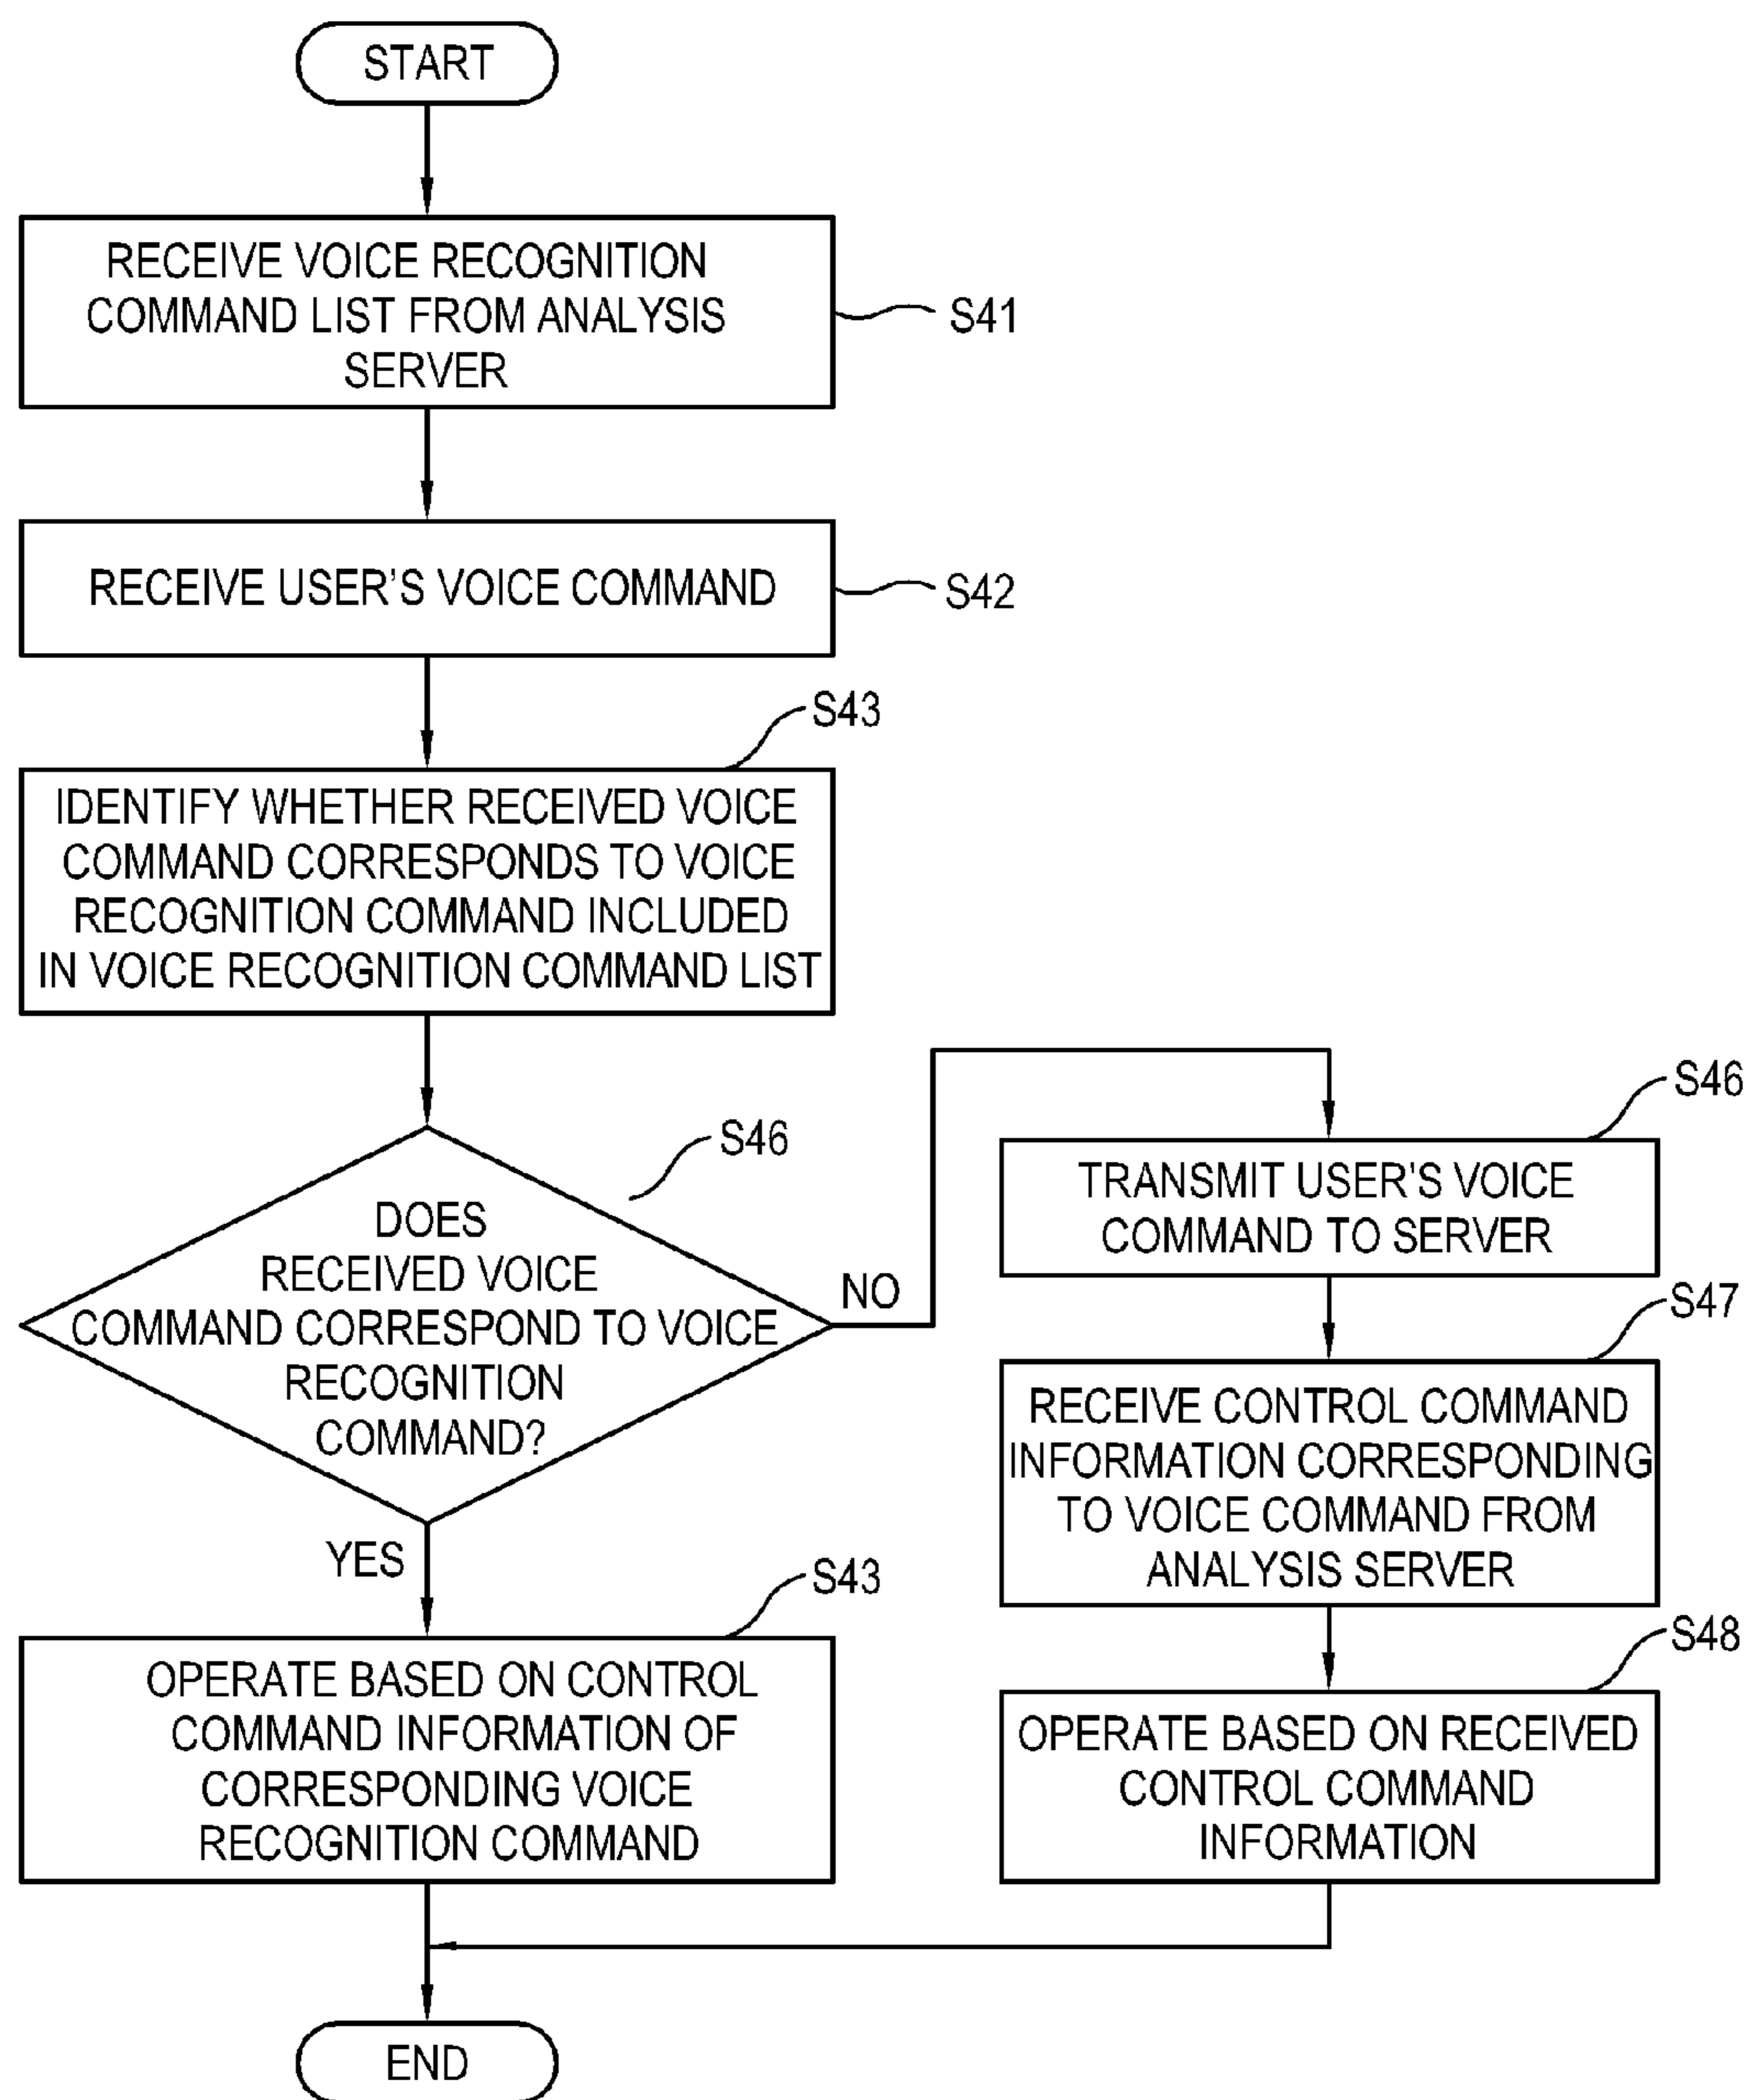 START
RECEIVE VOICE RECOGNITION
COMMAND LIST FROM ANALYSIS
SERVER
S41
RECEIVE USER'S VOICE COMMAND
S42
S43
IDENTIFY WHETHER RECEIVED VOICE
COMMAND CORRESPONDS TO VOICE
RECOGNITION COMMAND INCLUDED
IN VOICE RECOGNITION COMMAND LIST
S46
DOES
RECEIVED VOICE
COMMAND CORRESPOND TO VOICE
RECOGNITION
COMMAND?
NO
YES
S43
OPERATE BASED ON CONTROL
COMMAND INFORMATION OF
CORRESPONDING VOICE
RECOGNITION COMMAND
S46
TRANSMIT USER'S VOICE
COMMAND TO SERVER
S47
RECEIVE CONTROL COMMAND
INFORMATION CORRESPONDING
TO VOICE COMMAND FROM
ANALYSIS SERVER
S48
OPERATE BASED ON RECEIVED
CONTROL COMMAND
INFORMATION
END